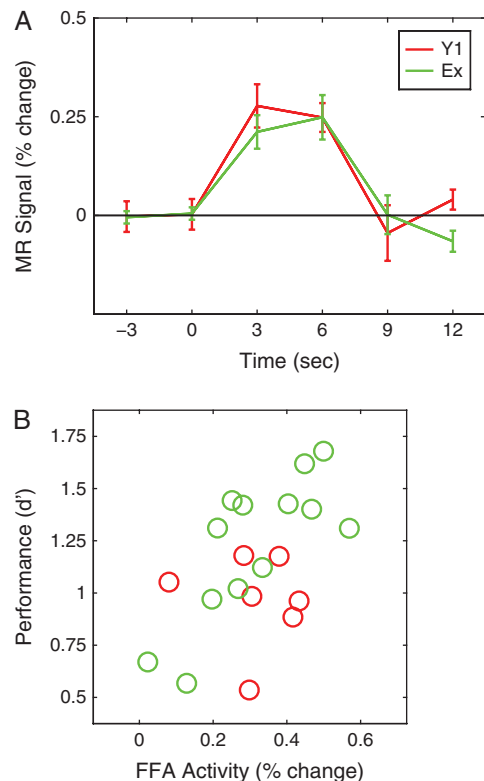 A
0.5
0.25
0
MR Signal (% change)
Y1
Ex
−3 0 3 6 9 12
Time (sec)
B
1.75
1.5
1.25
1
0.75
0.5
Performance (d')
0 0.2 0.4 0.6
FFA Activity (% change)